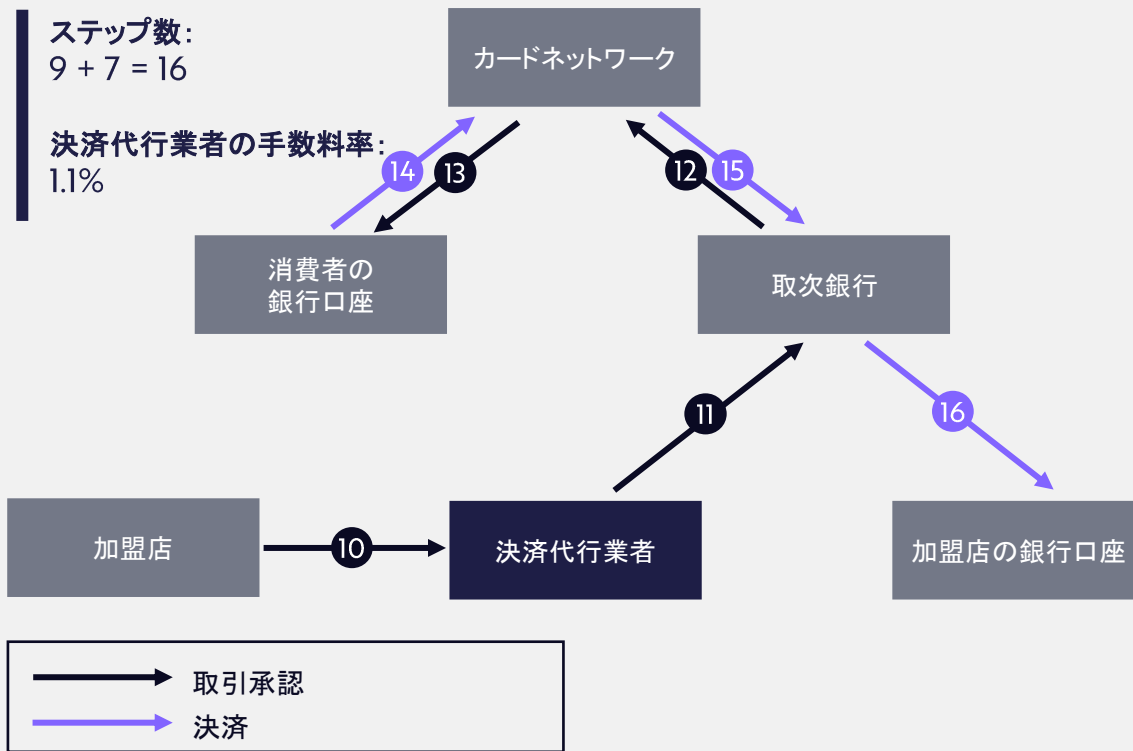 ステップ数:
9 + 7 = 16
決済代行業者の手数料率:
1.1%
カードネットワーク
14
13
12
15
消費者の
銀行口座
取次銀行
11
16
加盟店
10
決済代行業者
加盟店の銀行口座
取引承認
決済